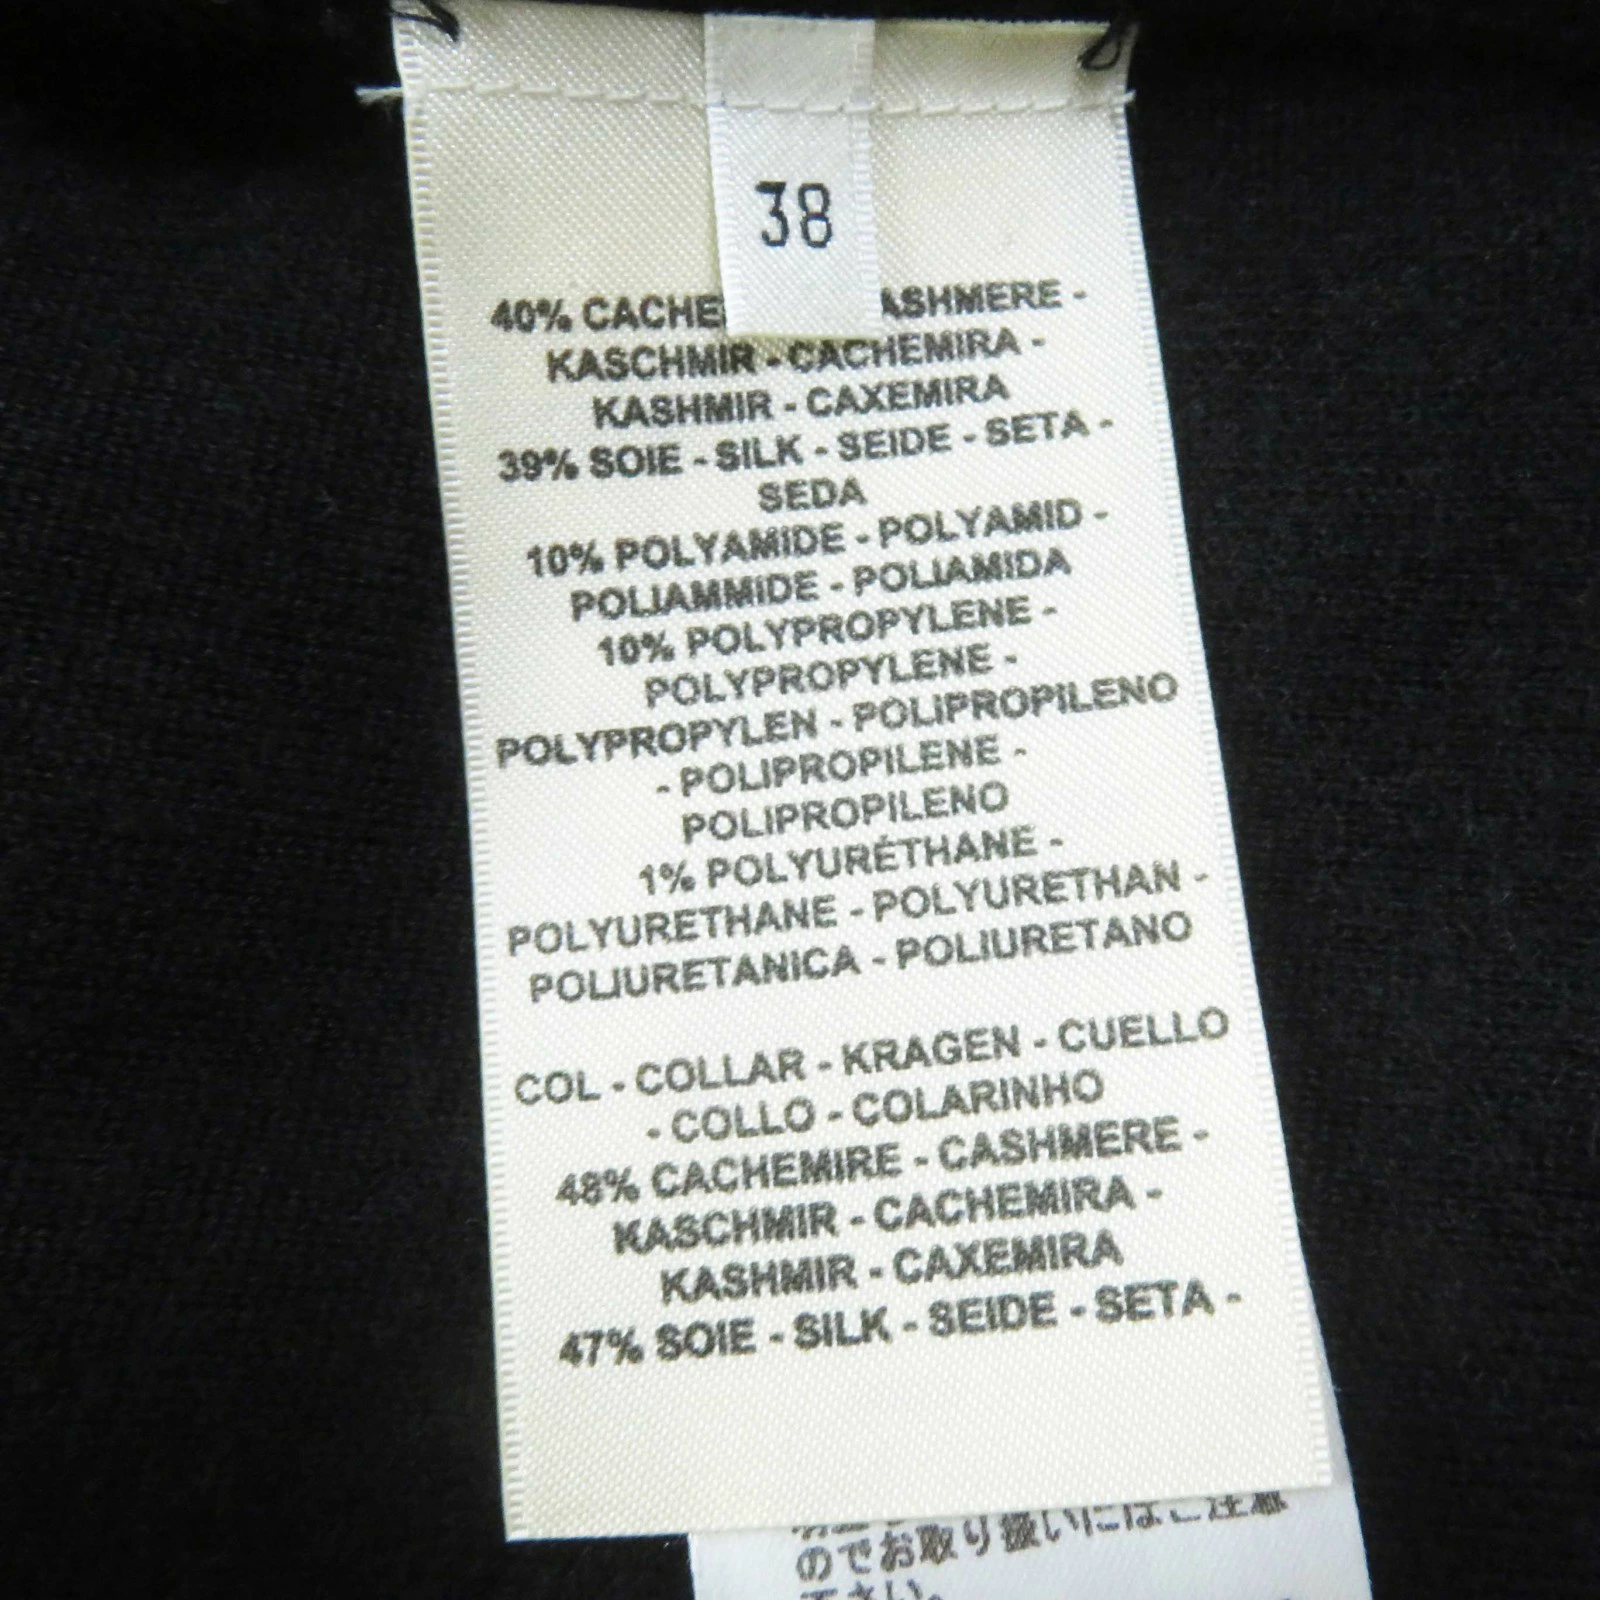 38
40% CACHE ASHMERE -
KASCHMIR - CACHEMIRA -
KASHMIR - CAXEMIRA
39% SOIE - SILK - SEIDE - SETA -
SEDA
10% POLYAMIDE - POLYAMID -
POLIAMMIDE - POLIAMIDA
10% POLYPROPYLENE -
POLYPROPYLENE -
POLYPROPYLEN - POLIPROPILENO
- POLIPROPILENE -
POLIPROPILENO
1% POLYURÉTHANE -
POLYURETHANE - POLYURETHAN -
POLIURETANICA - POLIURETANO
COL - COLLAR - KRAGEN - CUELLO
- COLLO - COLARINHO
48% CACHEMIRE - CASHMERE -
KASCHMIR - CACHEMIRA -
KASHMIR - CAXEMIRA
47% SOIE - SILK - SEIDE - SETA -
のでお取り扱いにはご注意
下さい。